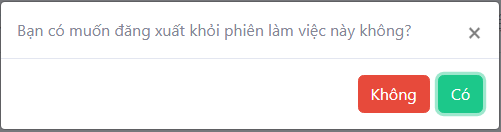 Bạn có muốn đăng xuất khỏi phiên làm việc này không?
×
Không Có